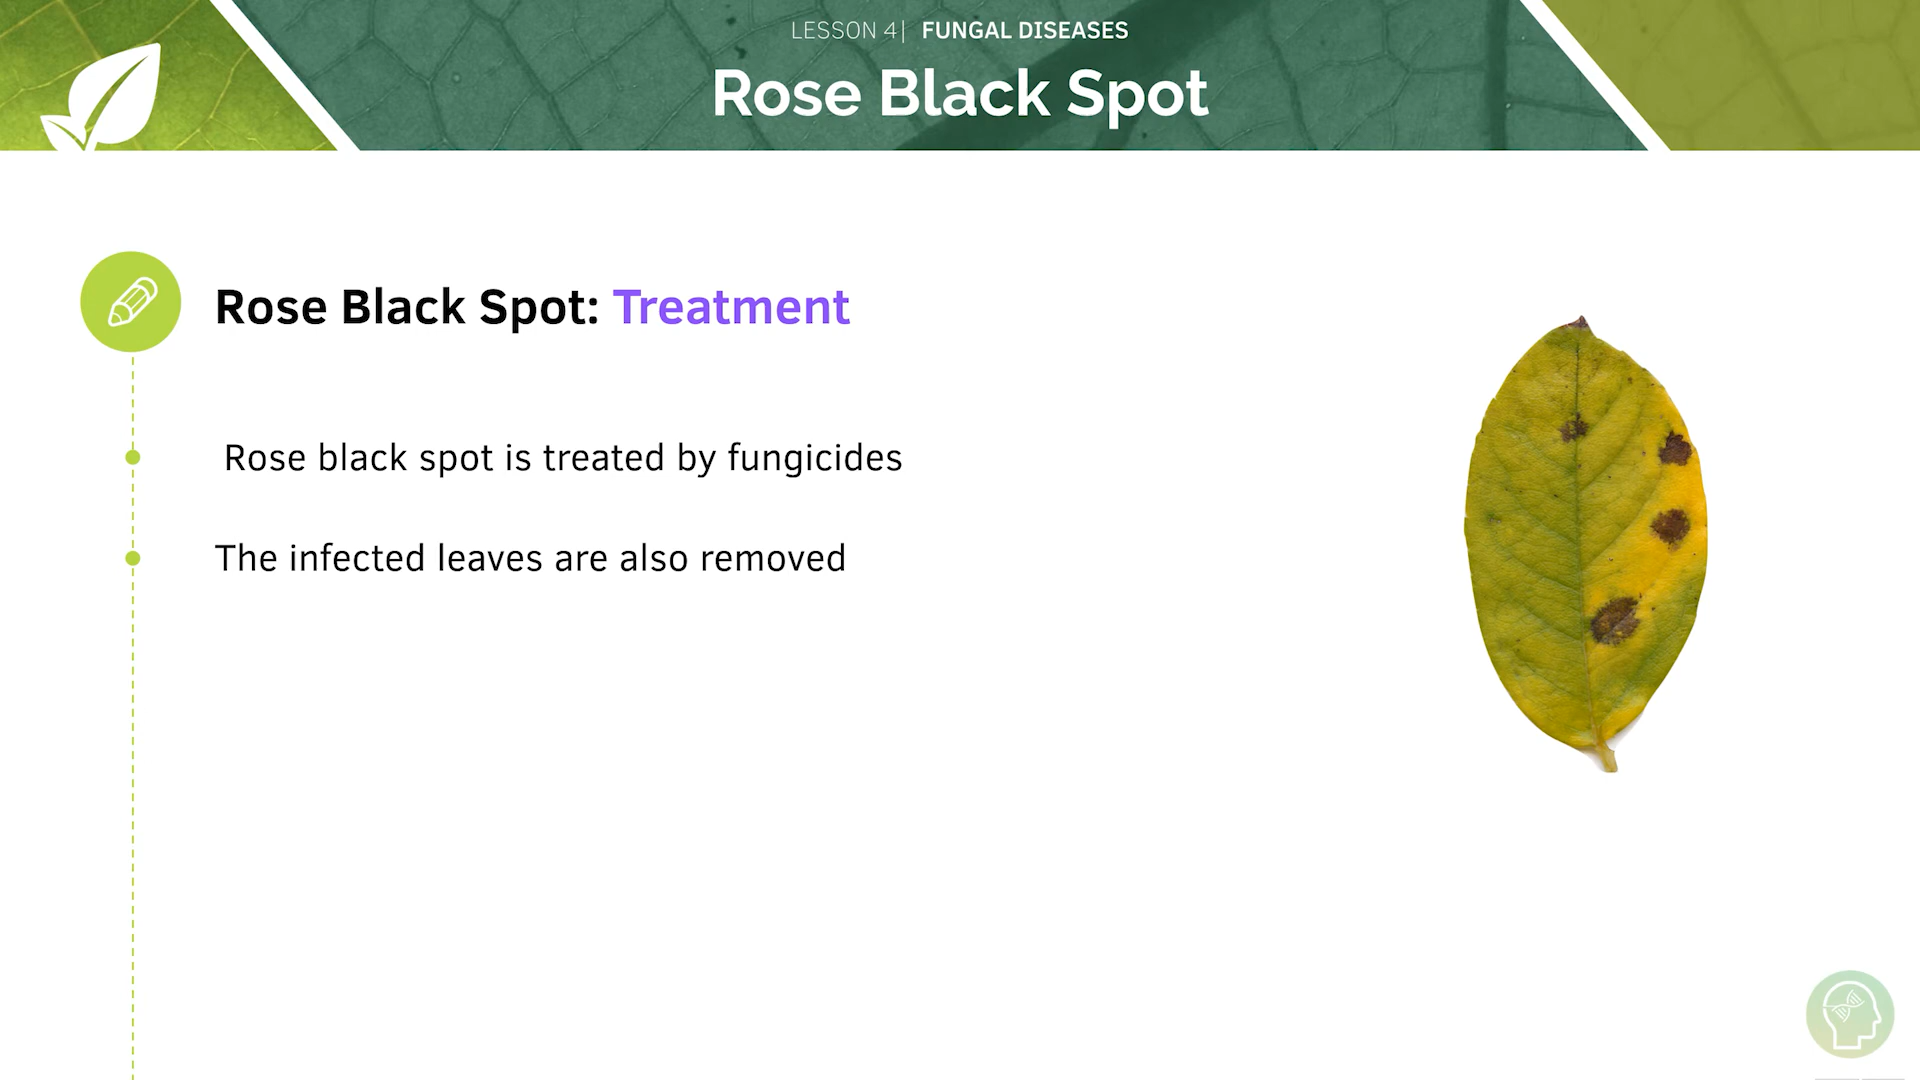 LESSON 4| FUNGAL DISEASES
Rose Black Spot
Rose Black Spot: Treatment
Rose black spot is treated by fungicides
The infected leaves are also removed